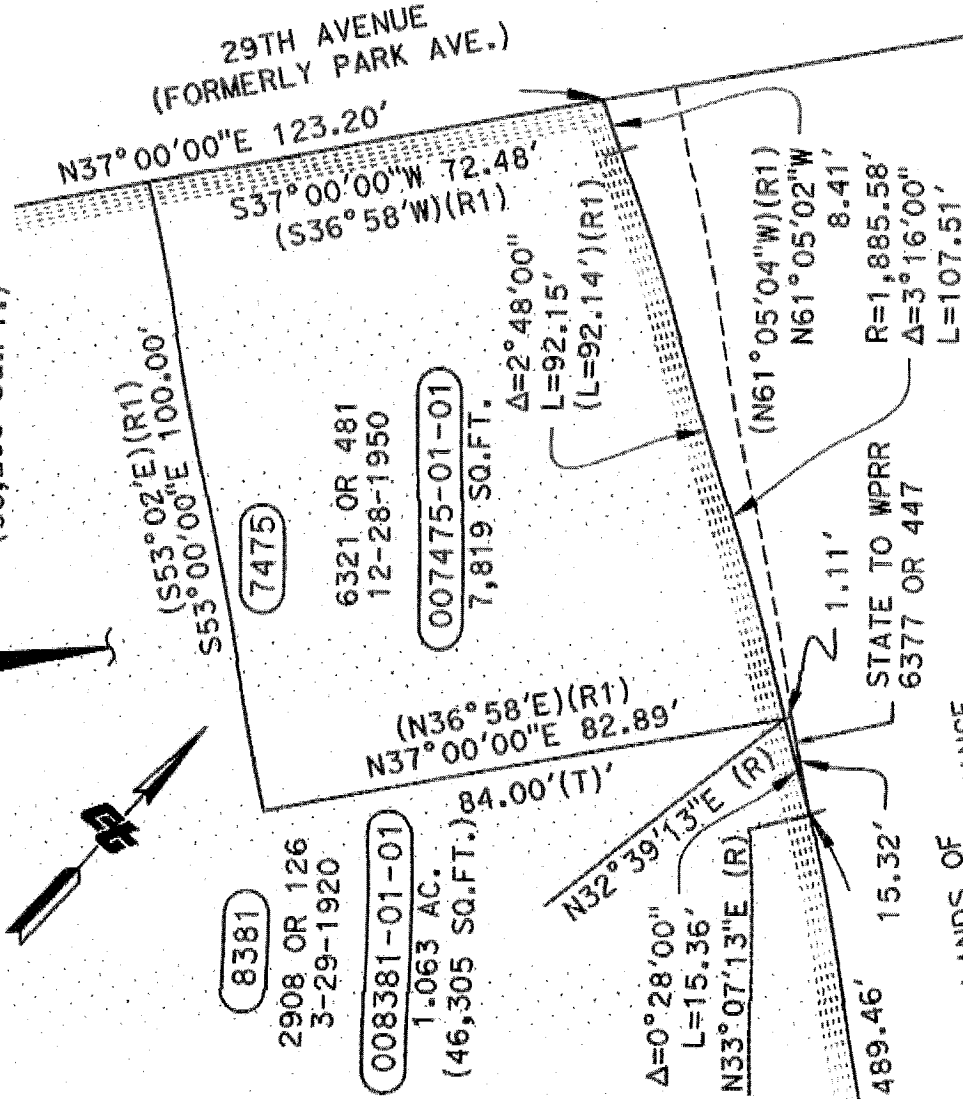 29TH AVENUE
(FORMERLY PARK AVE.)
N37°00'00"E 123.20'
S37°00'00"W 72.48'
(S36°58'W)(R1)
(S53°02'E)(R1)
S53°00'00"E 100.00'
7475
6321 OR 481
12-28-1950
007475-01-01
7,819 SQ.FT.
Δ=2°48'00"
L=92.15'
(L=92.14')(R1)
(N61°05'04"W)(R1)
N61°05'02"W
8.41'
R=1,885.58'
Δ=3°16'00"
L=107.51'
(N36°58'E)(R1)
N37°00'00"E 82.89'
84.00'(T)'
1.11'
STATE TO WPRR
6377 OR 447
8381
2908 OR 126
3-29-1920
008381-01-01
1.063 AC.
(46,305 SQ.FT.)
N32°39'13"E (R)
Δ=0°28'00"
L=15.36'
N33°07'13"E (R)
489.46'
15.32'
OF